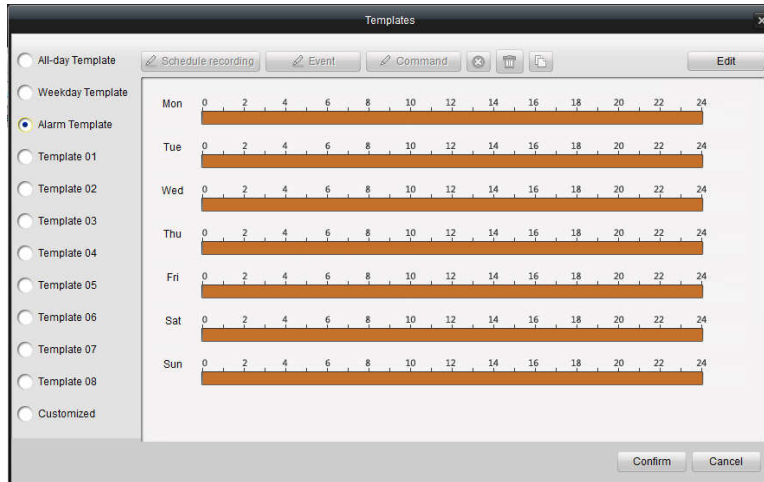 Templates
All-day Template
Schedule recording Event Command Edit
Weekday Template
Mon 0 2 4 6 8 10 12 14 16 18 20 22 24
Alarm Template
Tue 0 2 4 6 8 10 12 14 16 18 20 22 24
Template 01
Template 02
Wed 0 2 4 6 8 10 12 14 16 18 20 22 24
Template 03
Thu 0 2 4 6 8 10 12 14 16 18 20 22 24
Template 04
Template 05
Fri 0 2 4 6 8 10 12 14 16 18 20 22 24
Template 06
Sat 0 2 4 6 8 10 12 14 16 18 20 22 24
Template 07
Sun 0 2 4 6 8 10 12 14 16 18 20 22 24
Template 08
Customized
Confirm Cancel